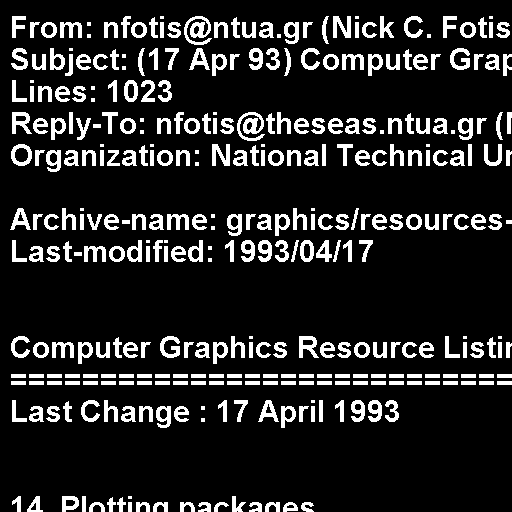 From: nfotis@ntua.gr (Nick C. Fotis
Subject: (17 Apr 93) Computer Grap
Lines: 1023
Reply-To: nfotis@theseas.ntua.gr (
Organization: National Technical Un

Archive-name: graphics/resources-
Last-modified: 1993/04/17

Computer Graphics Resource Listin
============================
Last Change : 17 April 1993

14. Plotting packages